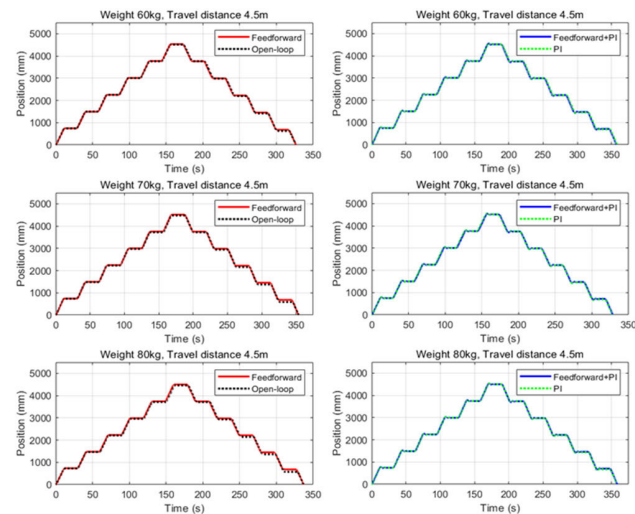 Weight 60kg, Travel distance 4.5m
Position (mm)
5000
4000
3000
2000
1000
0
Feedforward
Open-loop
0 50 100 150 200 250 300 350
Time (s)
Weight 60kg, Travel distance 4.5m
Position (mm)
5000
4000
3000
2000
1000
0
Feedforward+PI
PI
0 50 100 150 200 250 300 350
Time (s)
Weight 70kg, Travel distance 4.5m
Position (mm)
5000
4000
3000
2000
1000
0
Feedforward
Open-loop
0 50 100 150 200 250 300 350
Time (s)
Weight 70kg, Travel distance 4.5m
Position (mm)
5000
4000
3000
2000
1000
0
Feedforward+PI
PI
0 50 100 150 200 250 300 350
Time (s)
Weight 80kg, Travel distance 4.5m
Position (mm)
5000
4000
3000
2000
1000
0
Feedforward
Open-loop
0 50 100 150 200 250 300 350
Time (s)
Weight 80kg, Travel distance 4.5m
Position (mm)
5000
4000
3000
2000
1000
0
Feedforward+PI
PI
0 50 100 150 200 250 300 350
Time (s)